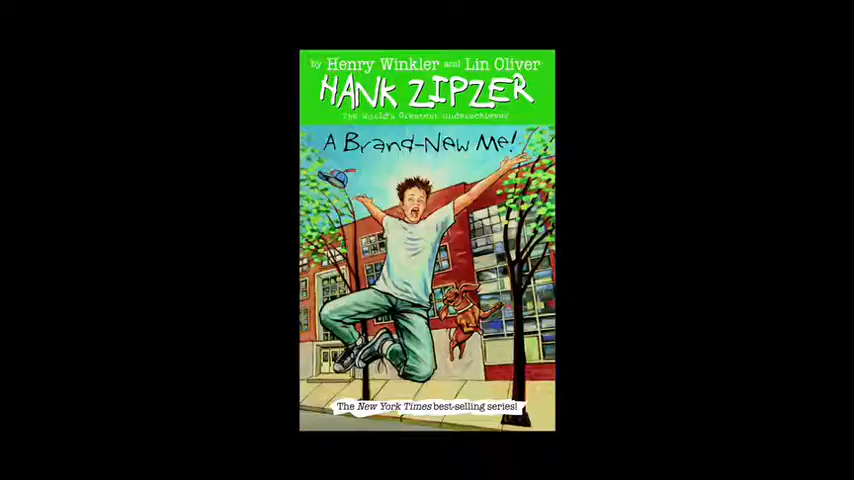 by Henry Winkler and Lin Oliver
HANK ZIPZER
The World's Greatest Underachiever
A Brand-New Me!
The New York Times best-selling series!